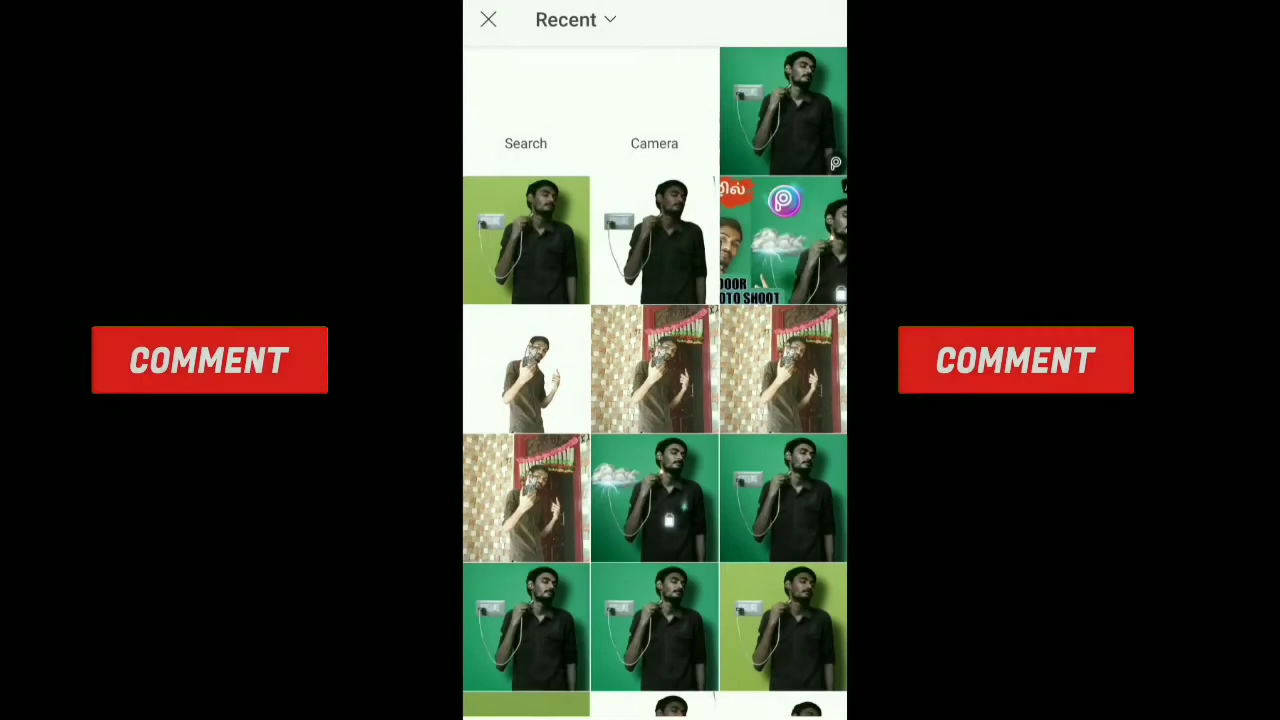 Recent
Search
Camera
ழில்
DOOR
OTO SHOOT
COMMENT
COMMENT